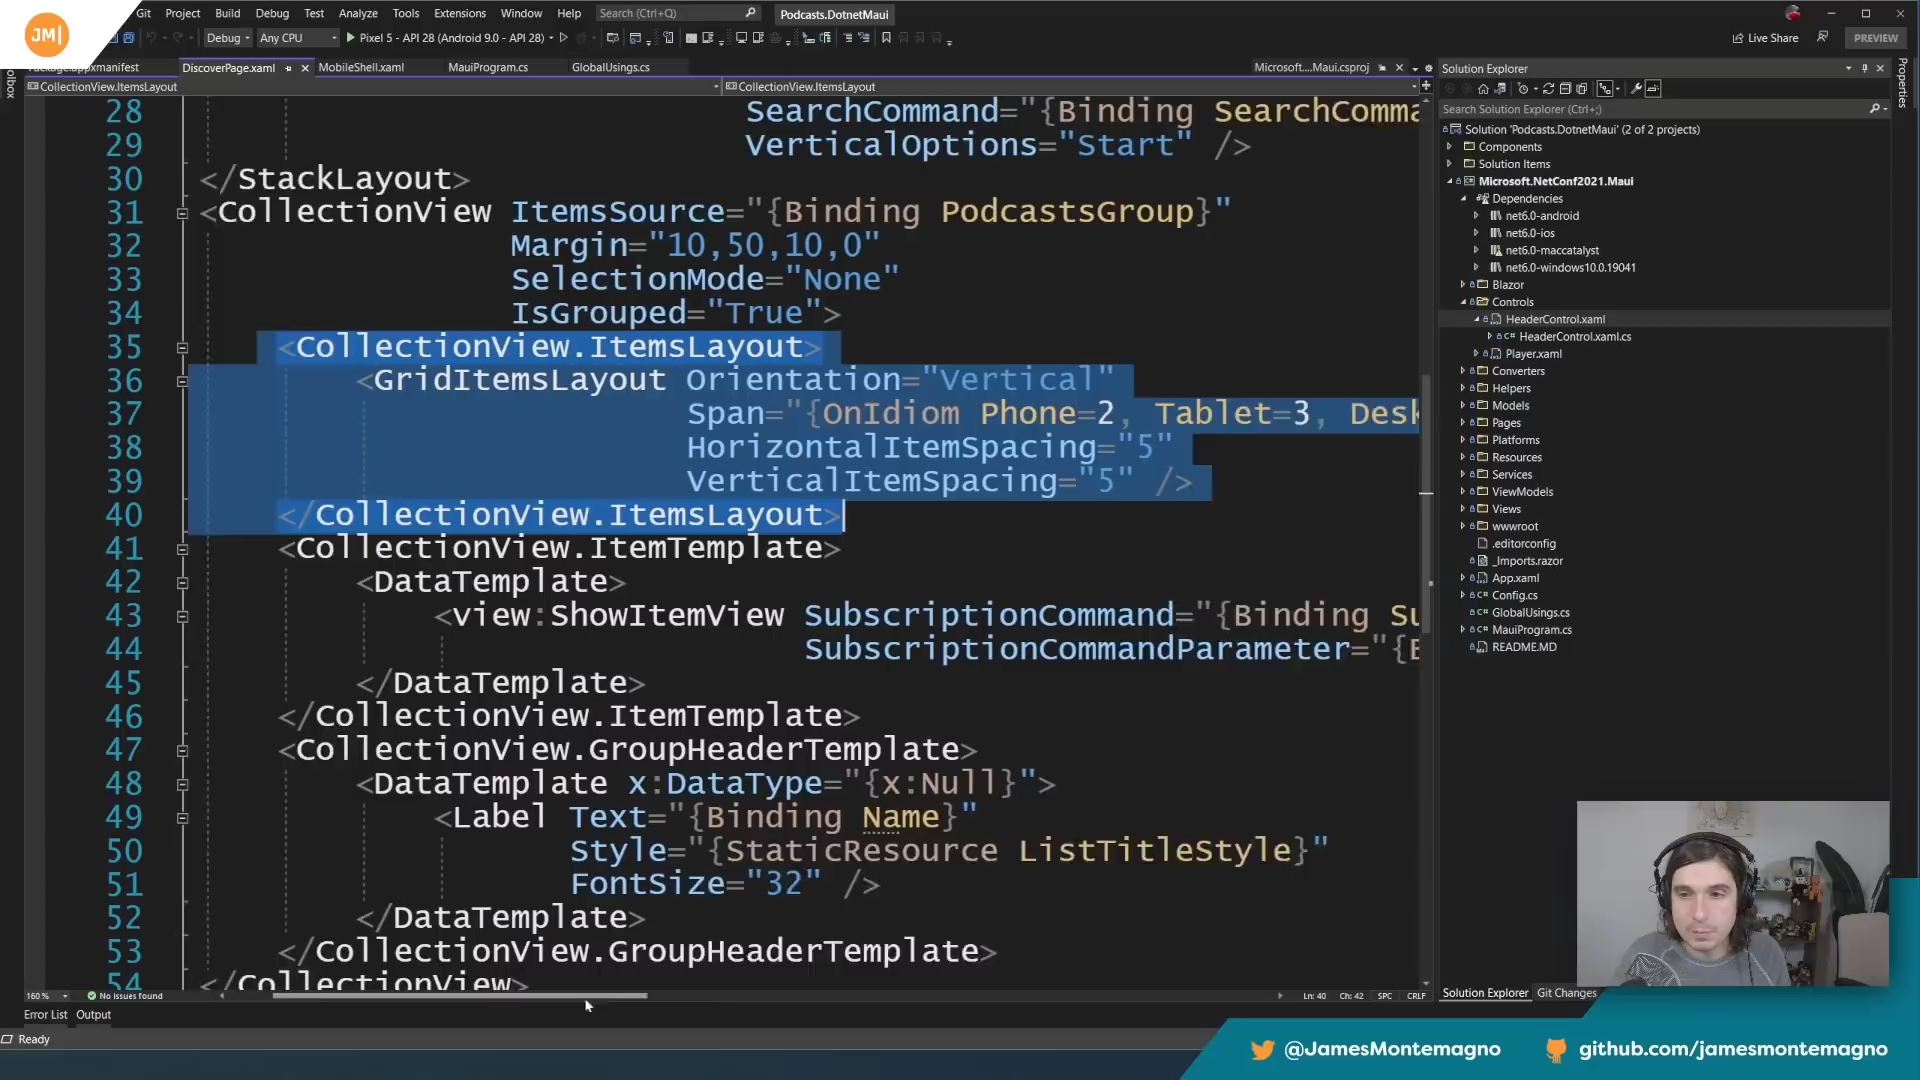 JM|
Git Project Build Debug Test Analyze Tools Extensions Window Help Search (Ctrl+Q) Podcasts.DotnetMaui
Debug Any CPU Pixel 5 - API 28 (Android 9.0 - API 28) Live Share PREVIEW
Package.appxmanifest DiscoverPage.xaml MobileShell.xaml MauiProgram.cs GlobalUsings.cs Microsoft....Maui.csproj
CollectionView.ItemsLayout CollectionView.ItemsLayout
28 SearchCommand="{Binding SearchComma
29 VerticalOptions="Start" />
30 </StackLayout>
31 <CollectionView ItemsSource="{Binding PodcastsGroup}"
32 Margin="10,50,10,0"
33 SelectionMode="None"
34 IsGrouped="True">
35 <CollectionView.ItemsLayout>
36 <GridItemsLayout Orientation="Vertical"
37 Span="{OnIdiom Phone=2, Tablet=3, Desk
38 HorizontalItemSpacing="5"
39 VerticalItemSpacing="5" />
40 </CollectionView.ItemsLayout>
41 <CollectionView.ItemTemplate>
42 <DataTemplate>
43 <view:ShowItemView SubscriptionCommand="{Binding Su
44 SubscriptionCommandParameter="{B
45 </DataTemplate>
46 </CollectionView.ItemTemplate>
47 <CollectionView.GroupHeaderTemplate>
48 <DataTemplate x:DataType="{x:Null}">
49 <Label Text="{Binding Name}"
50 Style="{StaticResource ListTitleStyle}"
51 FontSize="32" />
52 </DataTemplate>
53 </CollectionView.GroupHeaderTemplate>
54 </CollectionView>
160 % No issues found Ln: 40 Ch: 42 SPC CRLF
Error List Output
Ready
Toolbox
Solution Explorer
Search Solution Explorer (Ctrl+;)
Solution 'Podcasts.DotnetMaui' (2 of 2 projects)
Components
Solution Items
Microsoft.NetConf2021.Maui
Dependencies
net6.0-android
net6.0-ios
net6.0-maccatalyst
net6.0-windows10.0.19041
Blazor
Controls
HeaderControl.xaml
HeaderControl.xaml.cs
Player.xaml
Converters
Helpers
Models
Pages
Platforms
Resources
Services
ViewModels
Views
wwwroot
.editorconfig
_Imports.razor
App.xaml
Config.cs
GlobalUsings.cs
MauiProgram.cs
README.MD
Solution Explorer Git Changes
Properties
@JamesMontemagno github.com/jamesmontemagno